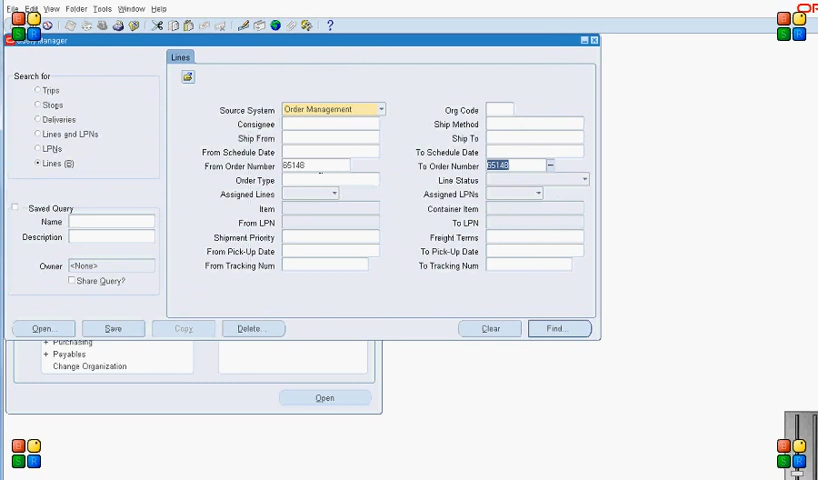 File Edit View Folder Tools Window Help
Query Manager
Lines
Search for
Trips
Stops
Deliveries
Lines and LPNs
LPNs
Lines (B)
Saved Query
Name
Description
Owner <None>
Share Query?
Source System Order Management Org Code
Consignee Ship Method
Ship From Ship To
From Schedule Date To Schedule Date
From Order Number 65148 To Order Number 65148
Order Type Line Status
Assigned Lines Assigned LPNs
Item Container Item
From LPN To LPN
Shipment Priority Freight Terms
From Pick-Up Date To Pick-Up Date
From Tracking Num To Tracking Num
Open... Save Copy Delete... Clear Find...
+ Purchasing
+ Payables
Change Organization
Open